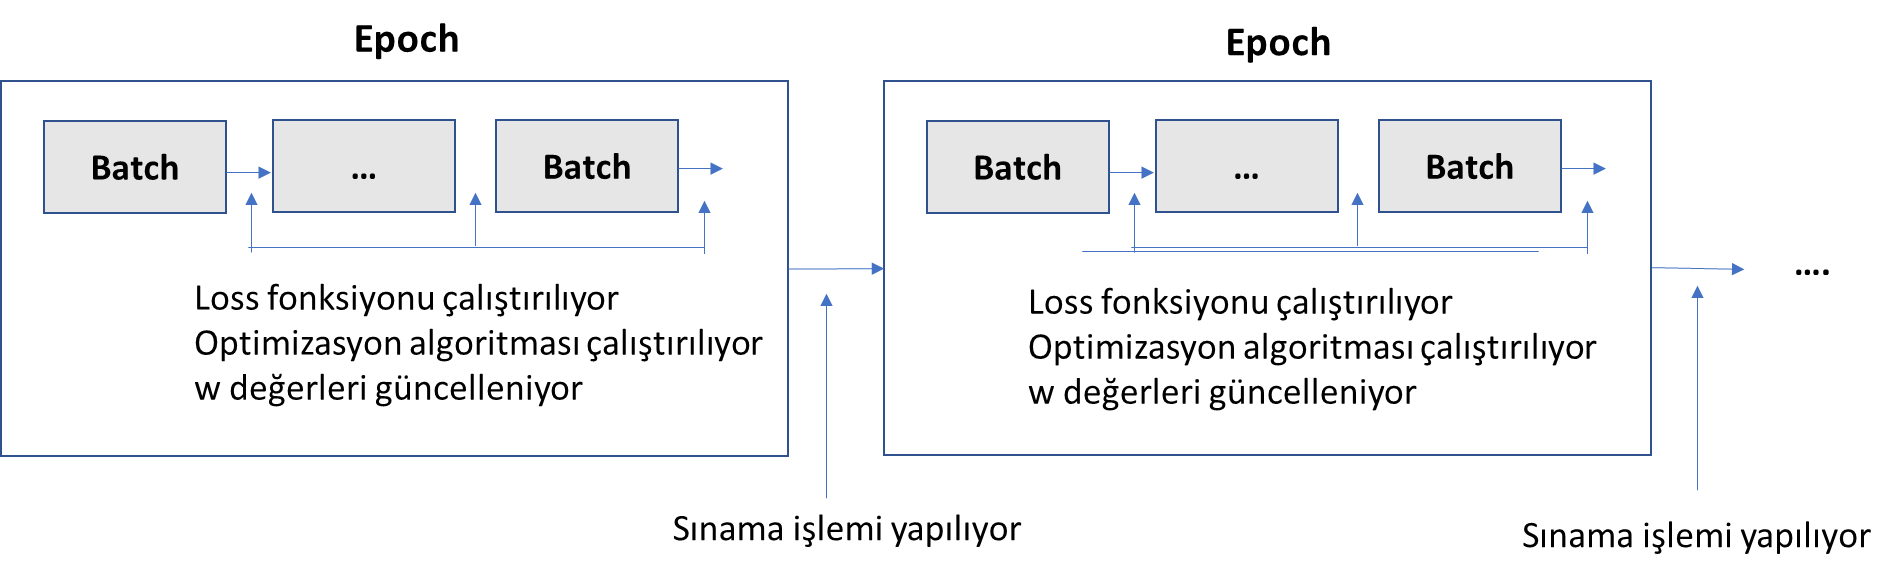 Epoch
Batch
...
Batch
Loss fonksiyonu çalıştırılıyor
Optimizasyon algoritması çalıştırılıyor
w değerleri güncelleniyor
Sınama işlemi yapılıyor
Epoch
Batch
...
Batch
Loss fonksiyonu çalıştırılıyor
Optimizasyon algoritması çalıştırılıyor
w değerleri güncelleniyor
Sınama işlemi yapılıyor
....